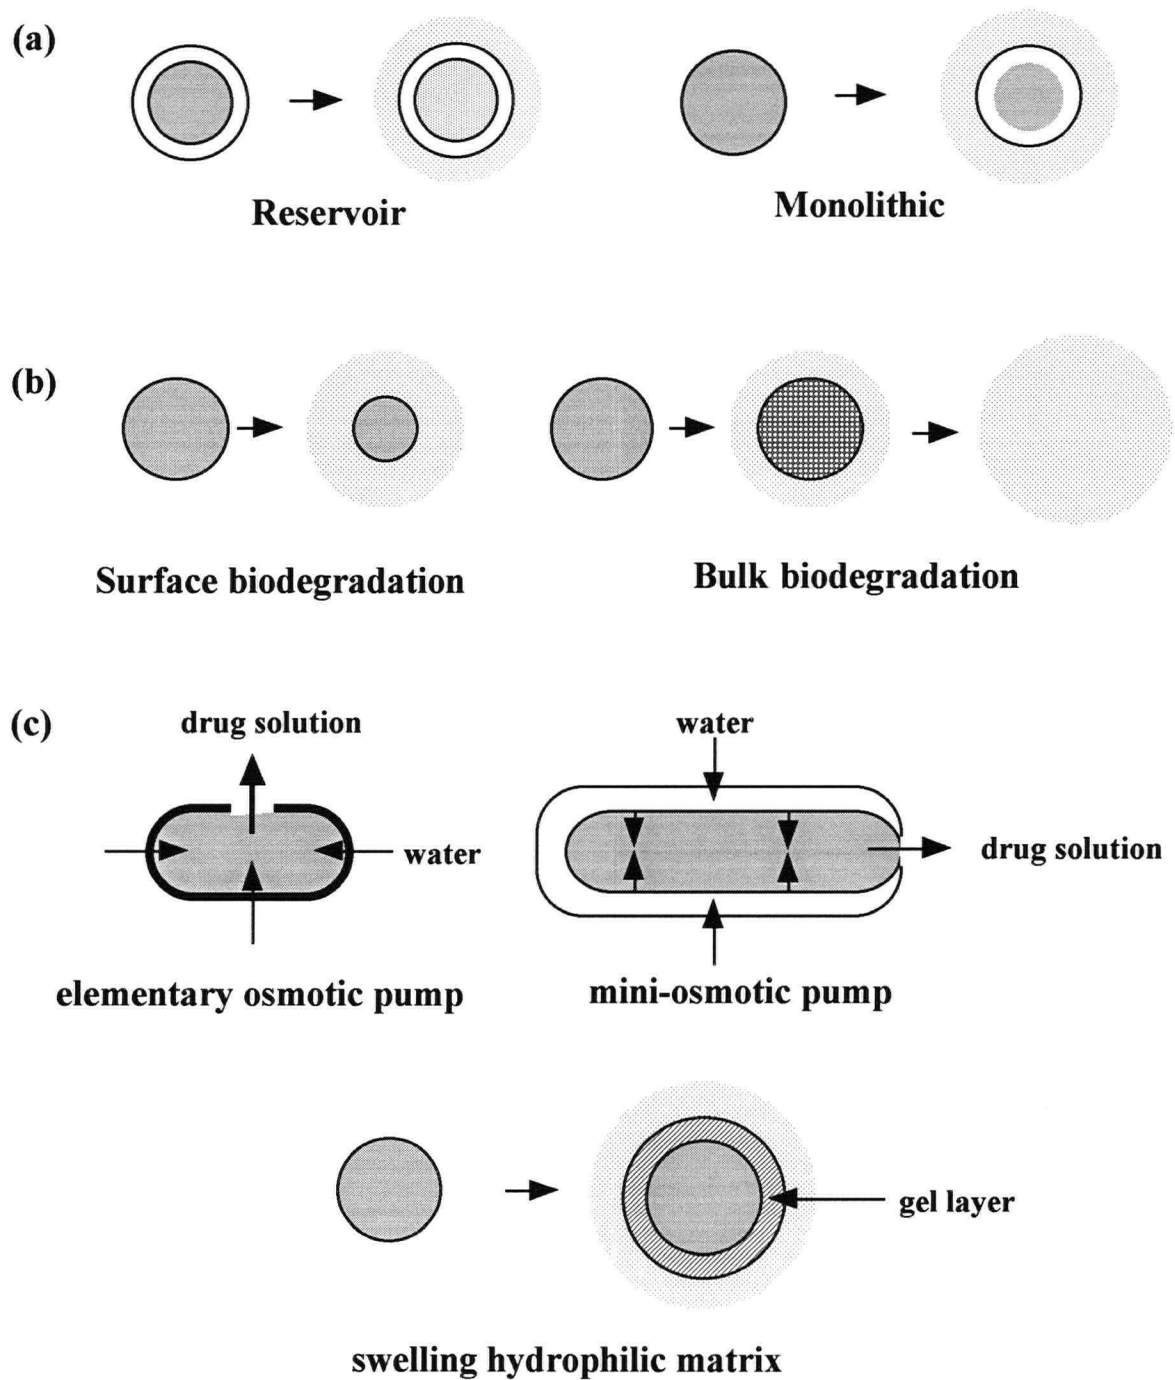 (a)
Reservoir
Monolithic
(b)
Surface biodegradation
Bulk biodegradation
(c)
drug solution
water
water
drug solution
elementary osmotic pump
mini-osmotic pump
gel layer
swelling hydrophilic matrix